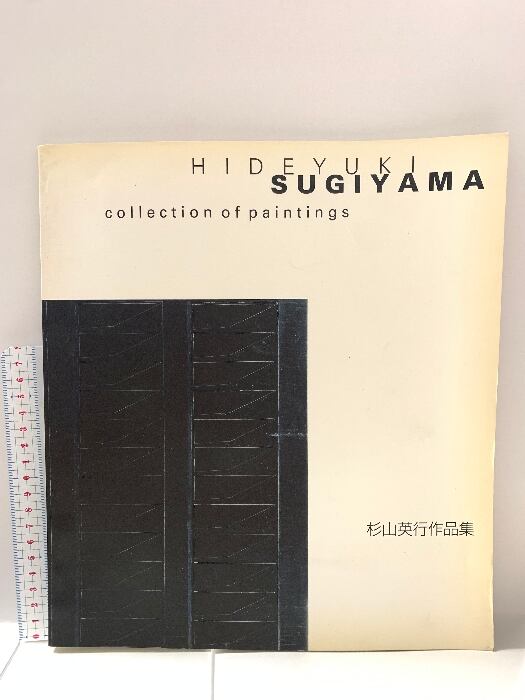 HIDEYUKI
SUGIYAMA
collection of paintings
杉山英行作品集